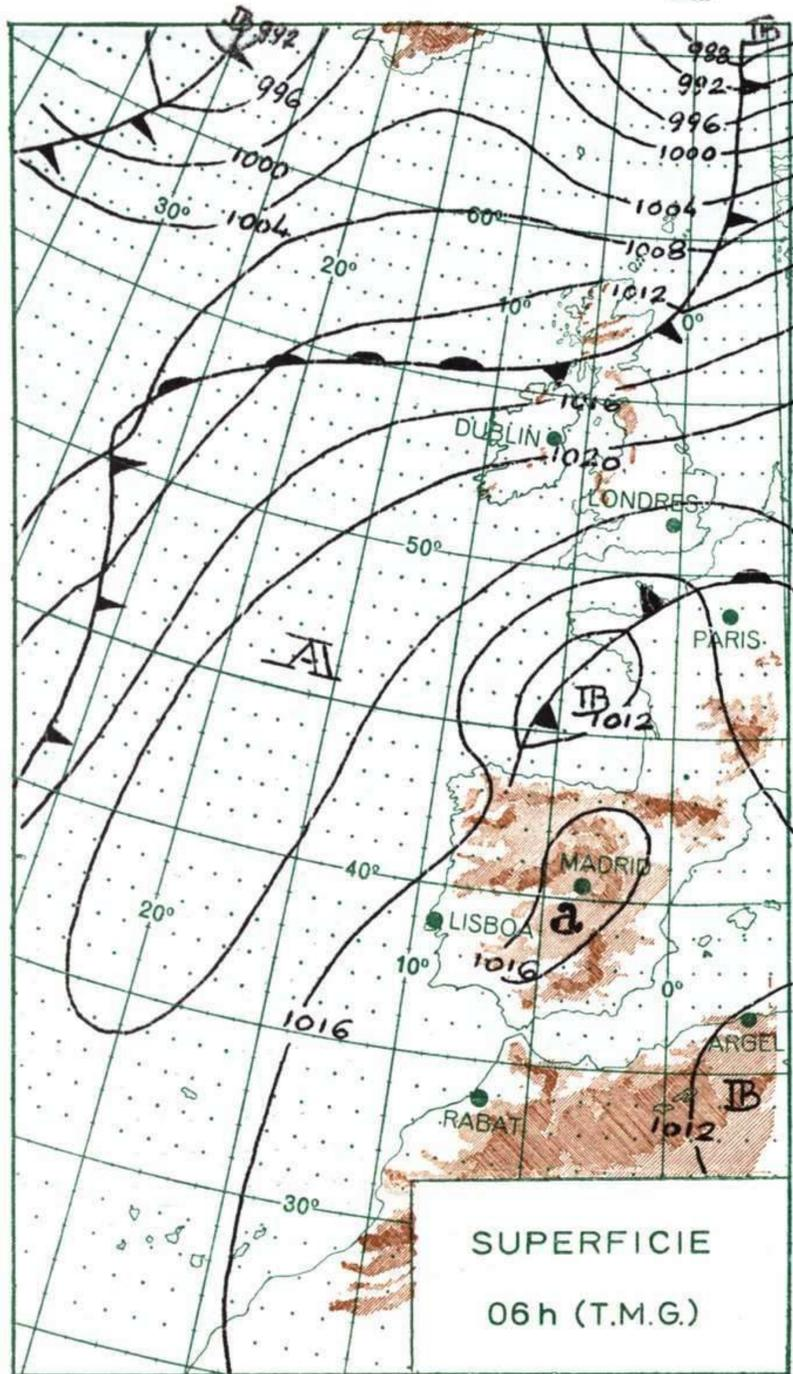 B 992
B
988
996
992
996
1000
1000
30°
1004
1004
60°
1008
20°
1012
10°
0°
1016
DUBLIN
1020
LONDRES
50°
PARIS
A
B
1012
MADRID
40°
a
20°
LISBOA
10°
1016
0°
1016
ARGEL
B
RABAT
1012
30°
SUPERFICIE
06h (T.M.G.)